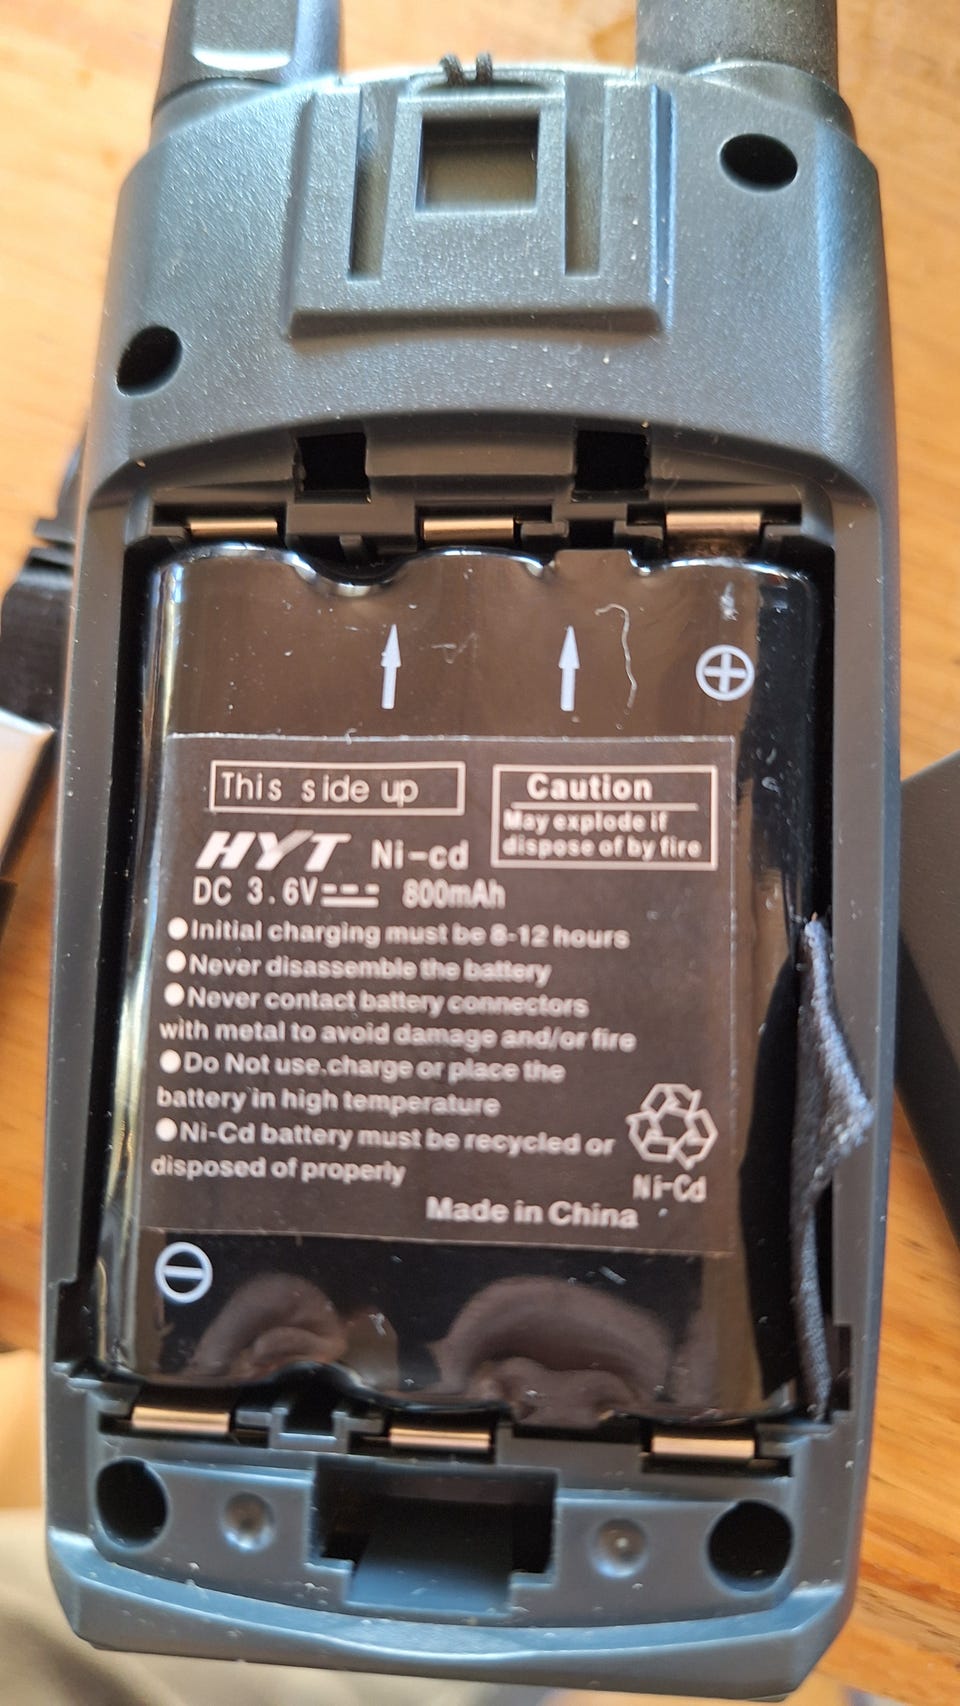 This side up
Caution
May explode if
dispose of by fire
HYT Ni-cd
DC 3.6V 800mAh
●Initial charging must be 8-12 hours
●Never disassemble the battery
●Never contact battery connectors
with metal to avoid damage and/or fire
●Do Not use.charge or place the
battery in high temperature
●Ni-Cd battery must be recycled or
disposed of properly
Ni-Cd
Made in China